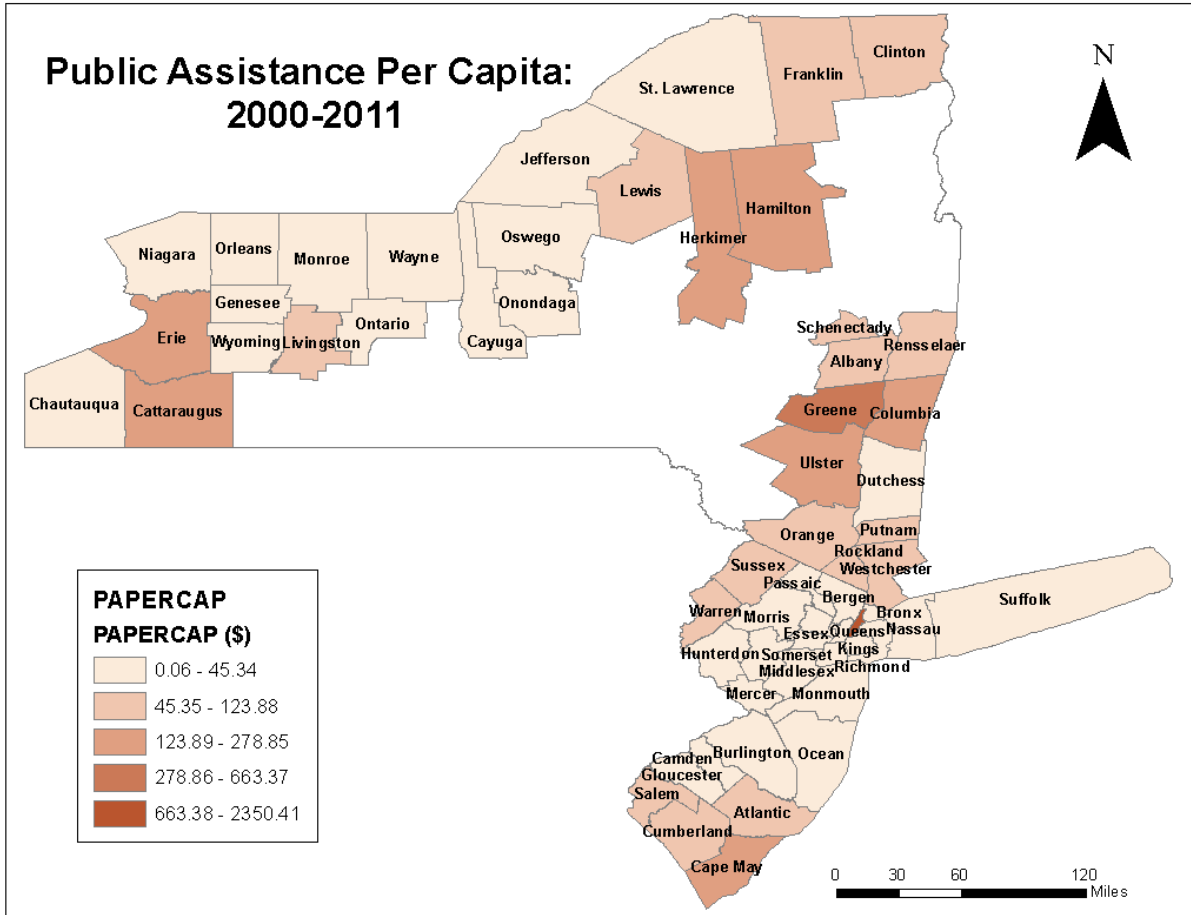 Public Assistance Per Capita:
2000-2011
N
Clinton
Franklin
St. Lawrence
Jefferson
Lewis
Hamilton
Herkimer
Oswego
Niagara
Orleans
Monroe
Wayne
Onondaga
Genesee
Ontario
Erie
Wyoming
Livingston
Cayuga
Schenectady
Rensselaer
Albany
Chautauqua
Cattaraugus
Greene
Columbia
Ulster
Dutchess
Orange
Putnam
Rockland
Westchester
Sussex
Passaic
Bergen
Suffolk
Warren
Morris
Bronx
Essex
Queens
Nassau
Hunterdon
Somerset
Kings
Middlesex
Richmond
Mercer
Monmouth
Camden
Burlington
Ocean
Gloucester
Salem
Atlantic
Cumberland
Cape May
PAPERCAP
PAPERCAP ($)
0.06 - 45.34
45.35 - 123.88
123.89 - 278.85
278.86 - 663.37
663.38 - 2350.41
0 30 60 120
Miles